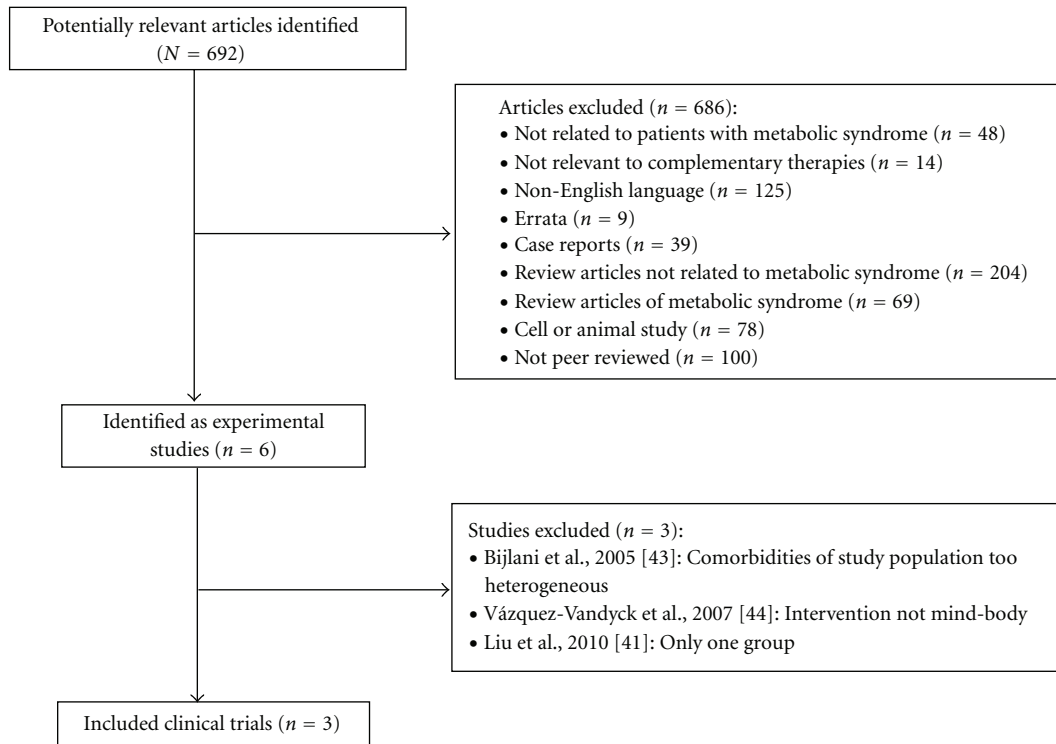 Potentially relevant articles identified
(N = 692)
Articles excluded (n = 686):
• Not related to patients with metabolic syndrome (n = 48)
• Not relevant to complementary therapies (n = 14)
• Non-English language (n = 125)
• Errata (n = 9)
• Case reports (n = 39)
• Review articles not related to metabolic syndrome (n = 204)
• Review articles of metabolic syndrome (n = 69)
• Cell or animal study (n = 78)
• Not peer reviewed (n = 100)
Identified as experimental
studies (n = 6)
Studies excluded (n = 3):
• Bijlani et al., 2005 [43]: Comorbidities of study population too
heterogeneous
• Vázquez-Vandyck et al., 2007 [44]: Intervention not mind-body
• Liu et al., 2010 [41]: Only one group
Included clinical trials (n = 3)